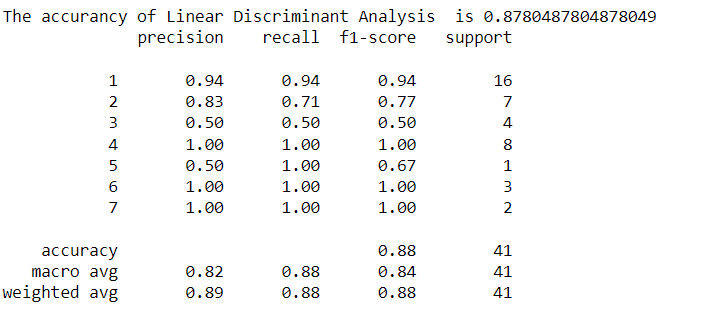 The accurancy of Linear Discriminant Analysis  is 0.8780487804878049
precision recall f1-score support
1 0.94 0.94 0.94 16
2 0.83 0.71 0.77 7
3 0.50 0.50 0.50 4
4 1.00 1.00 1.00 8
5 0.50 1.00 0.67 1
6 1.00 1.00 1.00 3
7 1.00 1.00 1.00 2
accuracy 0.88 41
macro avg 0.82 0.88 0.84 41
weighted avg 0.89 0.88 0.88 41